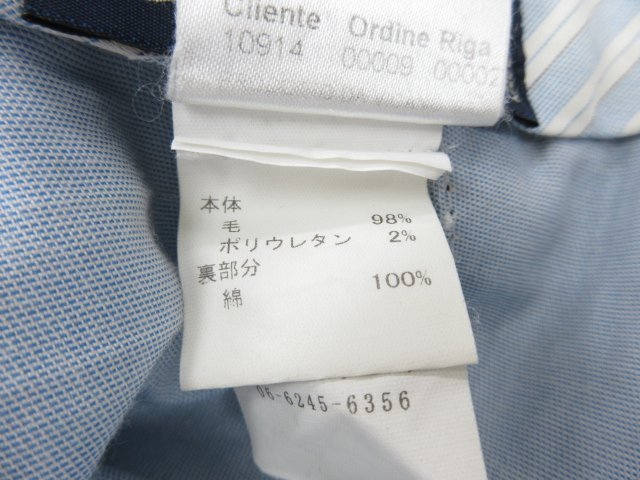 Cliente Ordine Riga
10914 00009 00002
本体
毛 98%
ポリウレタン 2%
裏部分
綿 100%
06-6245-6356